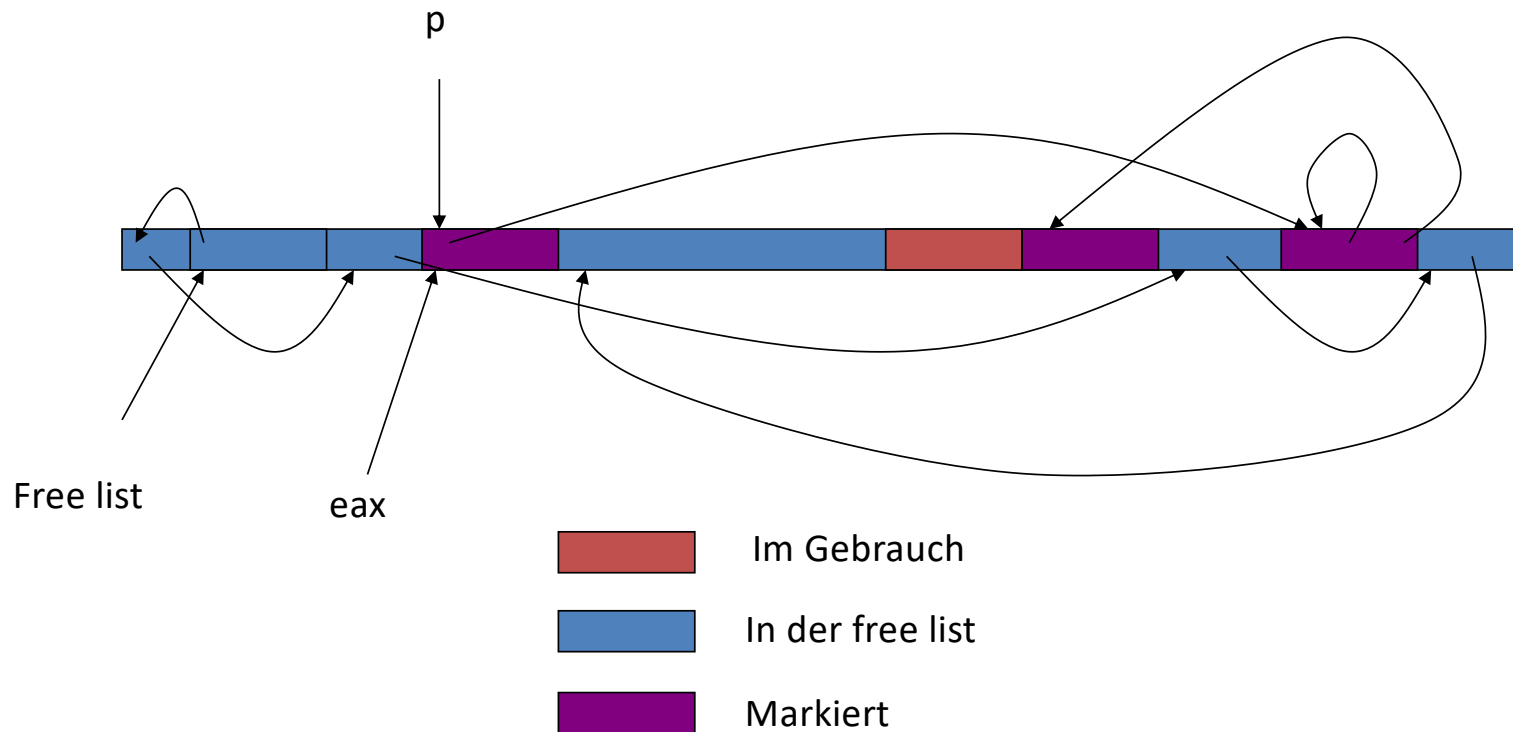 p
Free list
eax
Im Gebrauch
In der free list
Markiert